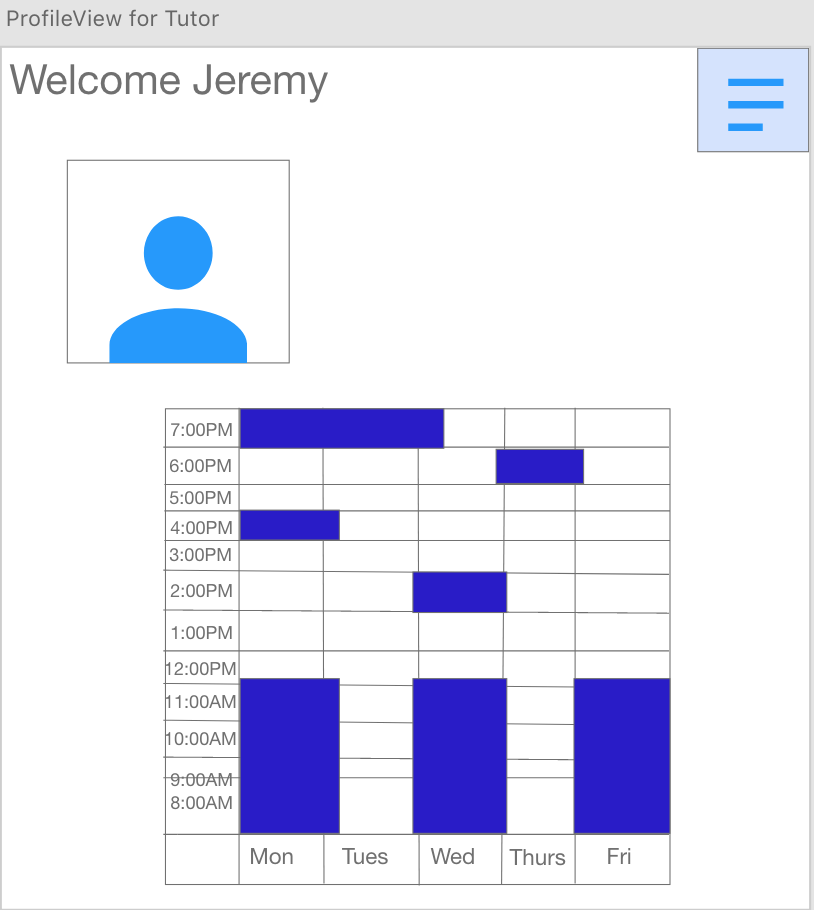 ProfileView for Tutor
Welcome Jeremy
7:00PM
6:00PM
5:00PM
4:00PM
3:00PM
2:00PM
1:00PM
12:00PM
11:00AM
10:00AM
9:00AM
8:00AM
Mon Tues Wed Thurs Fri